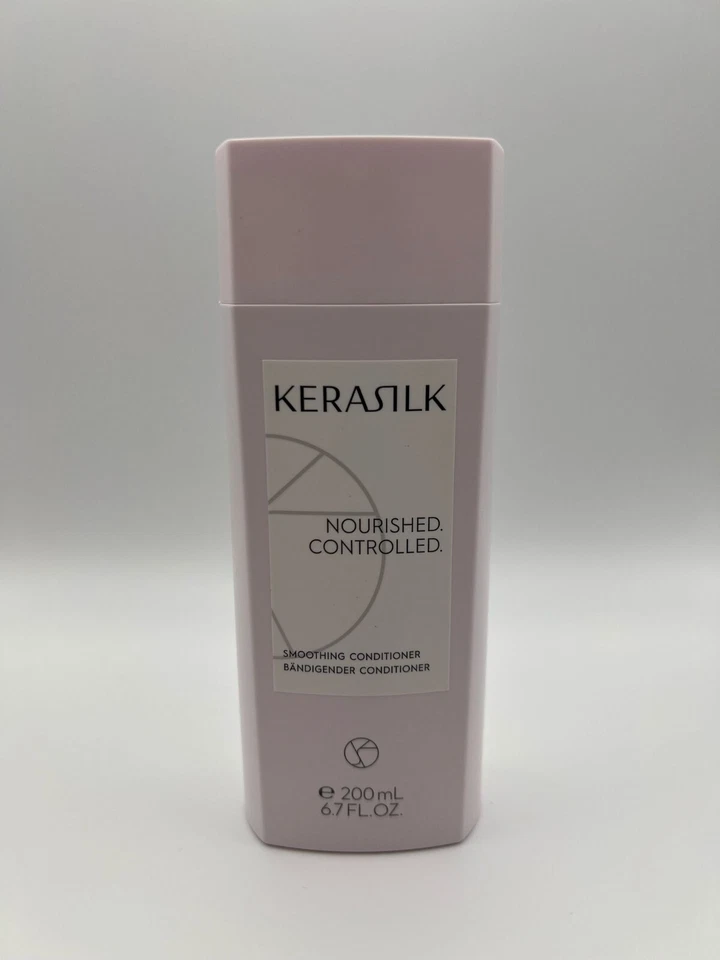 KERASILK
NOURISHED.
CONTROLLED.
SMOOTHING CONDITIONER
BÄNDIGENDER CONDITIONER
℮ 200 mL
6.7 FL.OZ.